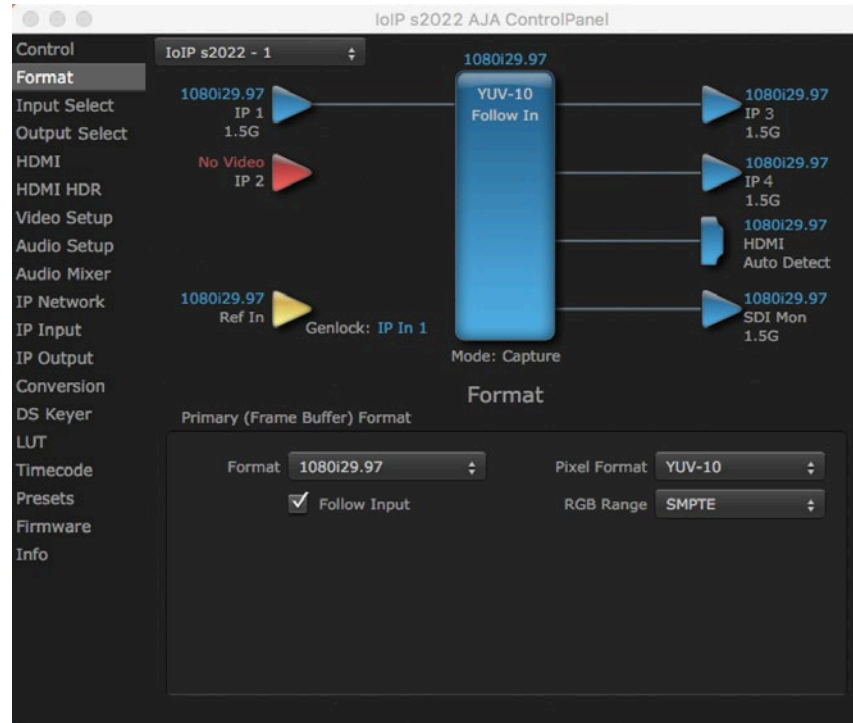 IoIP s2022 AJA ControlPanel
Control
Format
Input Select
Output Select
HDMI
HDMI HDR
Video Setup
Audio Setup
Audio Mixer
IP Network
IP Input
IP Output
Conversion
DS Keyer
LUT
Timecode
Presets
Firmware
Info
IoIP s2022 - 1
1080i29.97
IP 1
1.5G
No Video
IP 2
1080i29.97
Ref In
Genlock: IP In 1
1080i29.97
YUV-10
Follow In
Mode: Capture
1080i29.97
IP 3
1.5G
1080i29.97
IP 4
1.5G
1080i29.97
HDMI
Auto Detect
1080i29.97
SDI Mon
1.5G
Format
Primary (Frame Buffer) Format
Format 1080i29.97 Pixel Format YUV-10
Follow Input RGB Range SMPTE